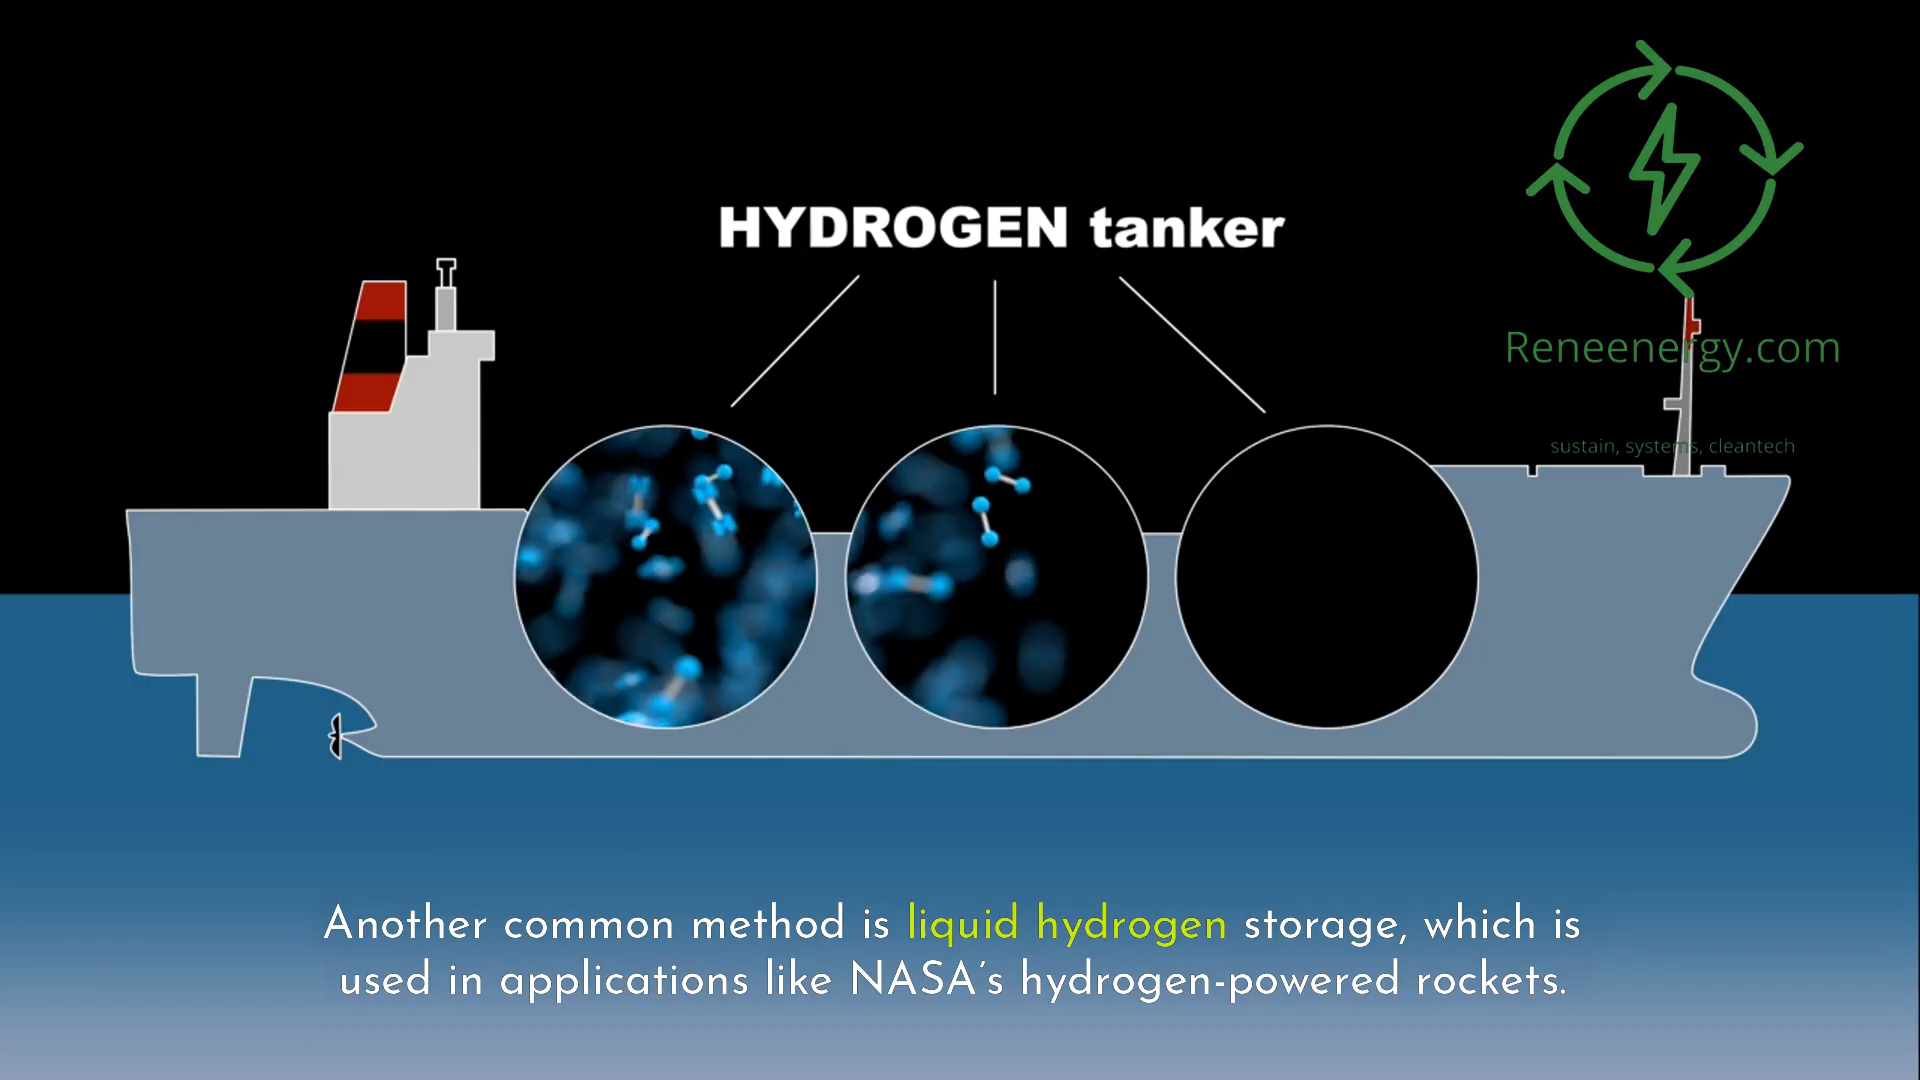 HYDROGEN tanker
Reneenergy.com
sustain, systems, cleantech
Another common method is liquid hydrogen storage, which is
used in applications like NASA's hydrogen-powered rockets.